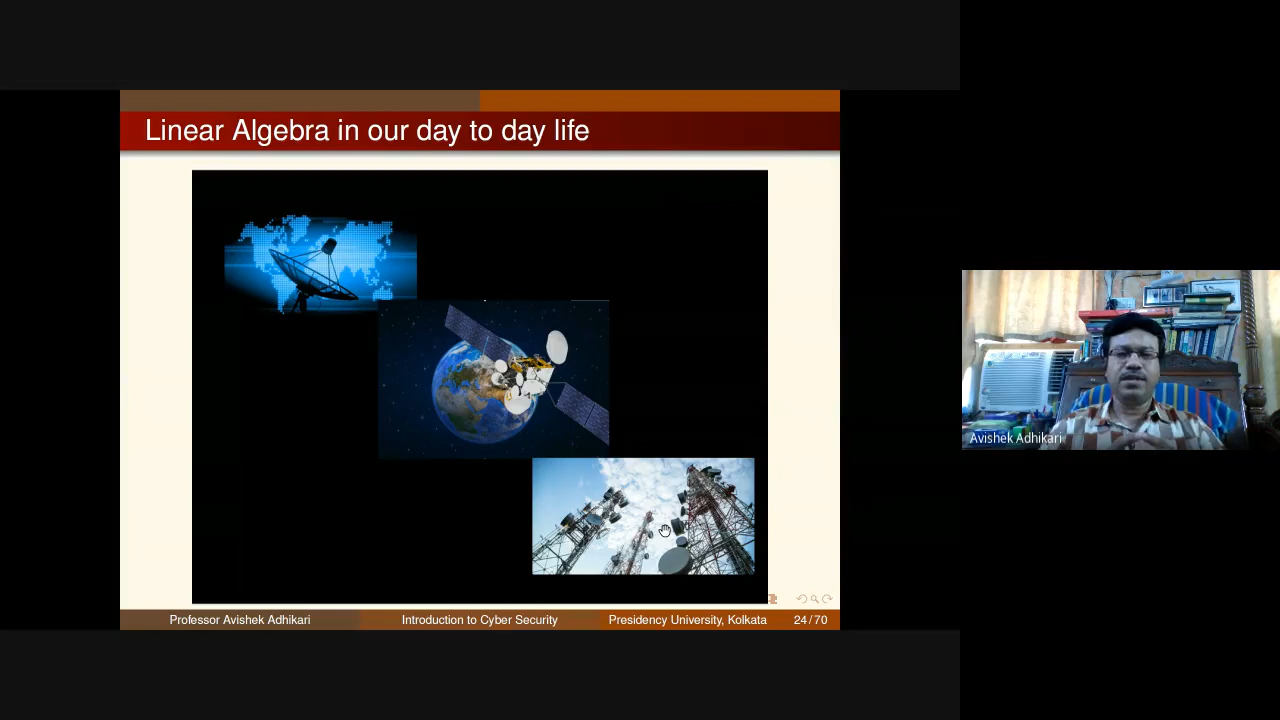 Linear Algebra in our day to day life
Avishek Adhikari
Professor Avishek Adhikari
Introduction to Cyber Security
Presidency University, Kolkata
24 / 70